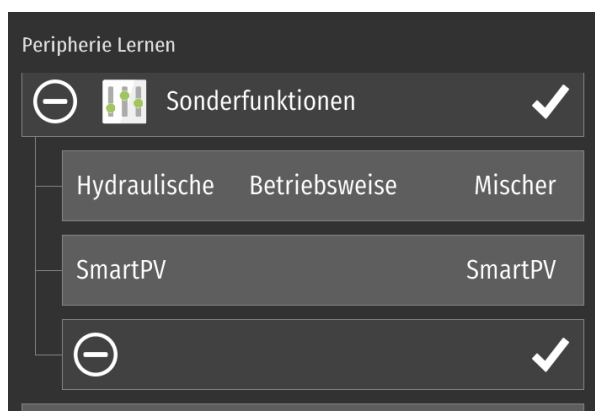 Peripherie Lernen
Sonderfunktionen
Hydraulische Betriebsweise Mischer
SmartPV SmartPV